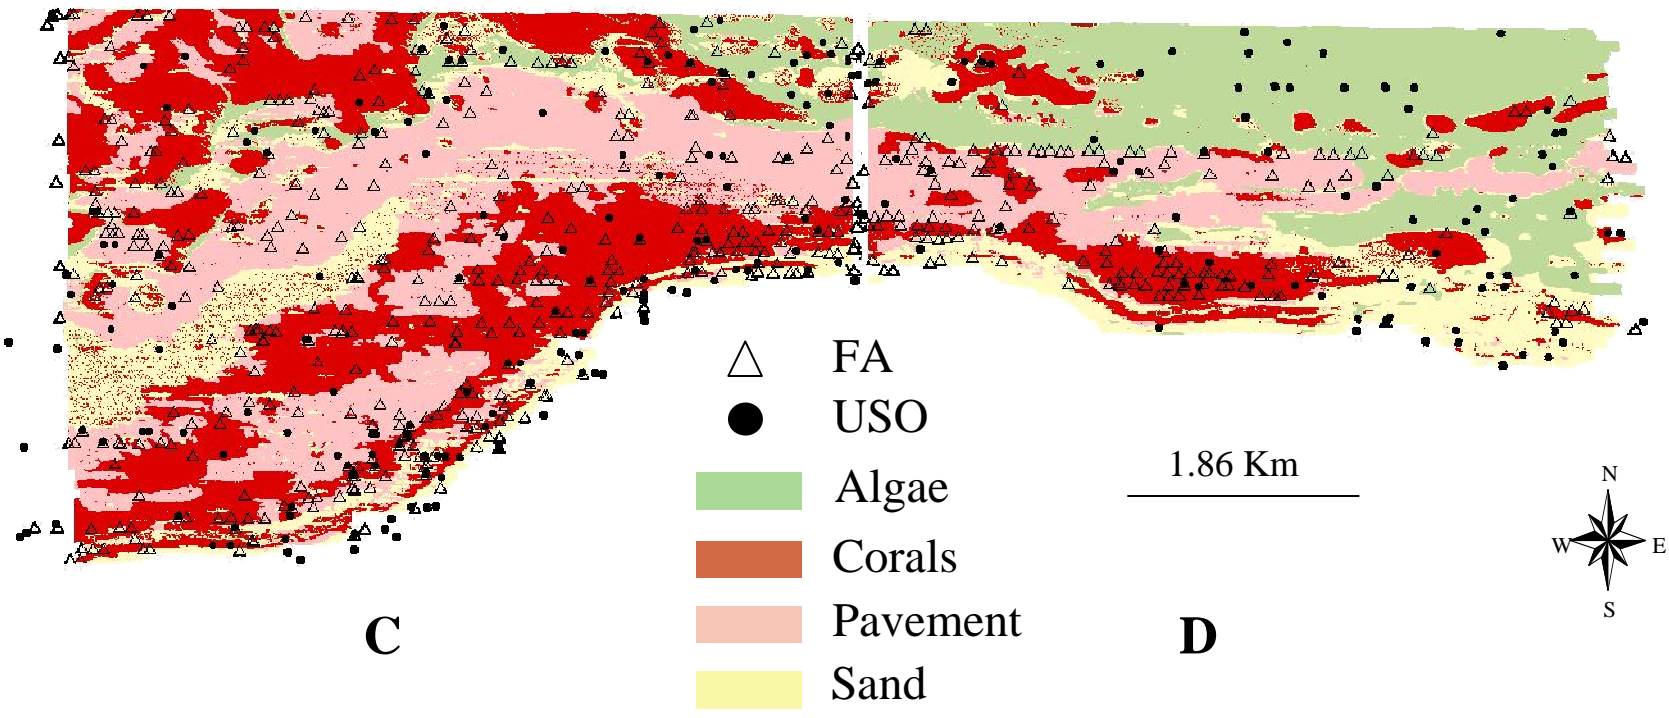 FA
USO
Algae
Corals
Pavement
Sand
1.86 Km
N
W
E
S
C
D